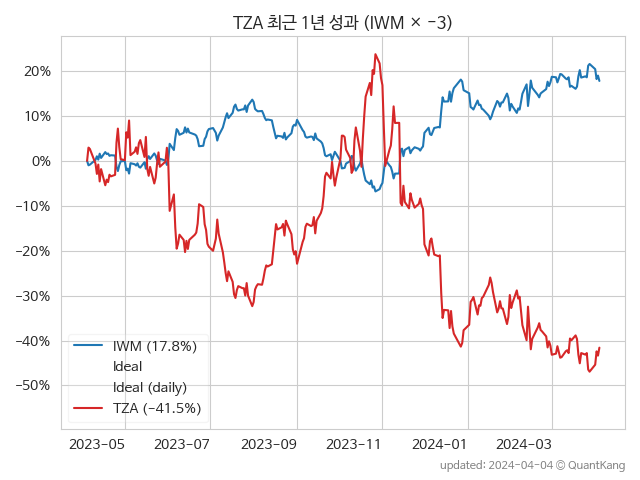 TZA 최근 1년 성과 (IWM × −3)
20%
10%
0%
−10%
−20%
−30%
−40%
−50%
IWM (17.8%)
Ideal
Ideal (daily)
TZA (−41.5%)
2023-05 2023-07 2023-09 2023-11 2024-01 2024-03
updated: 2024-04-04 © QuantKang